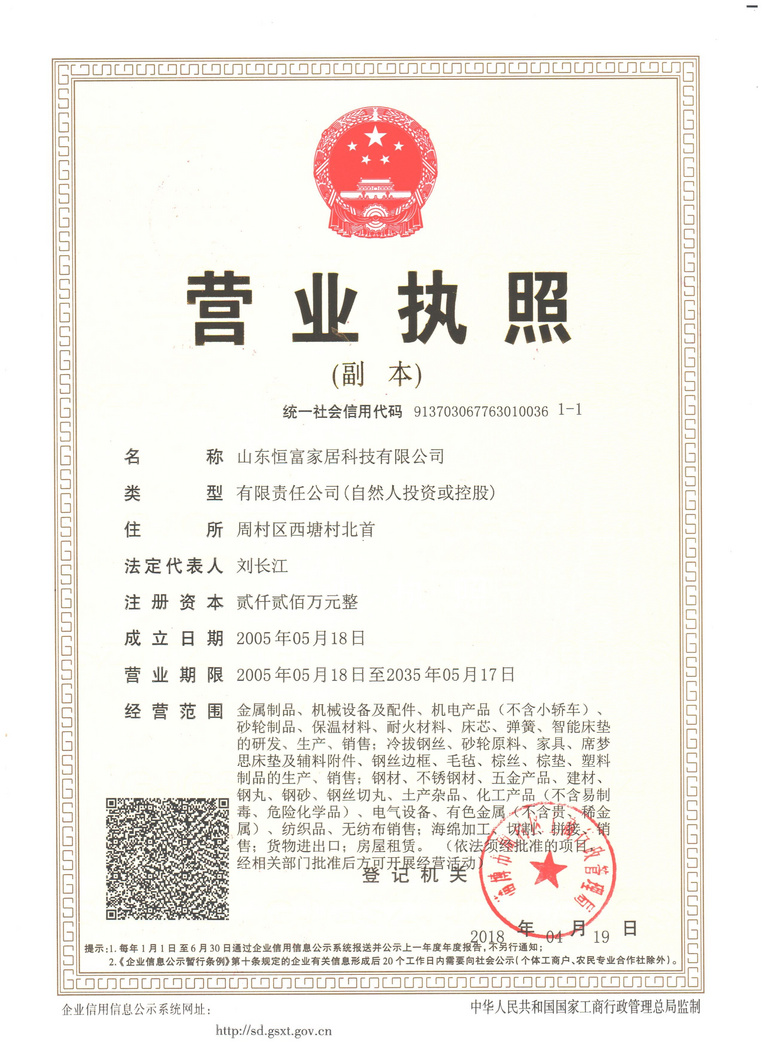 营业执照
(副 本)
统一社会信用代码 913703067763010036 1-1
名 称 山东恒富家居科技有限公司
类 型 有限责任公司(自然人投资或控股)
住 所 周村区西塘村北首
法定代表人 刘长江
注册资本 贰仟贰佰万元整
成立日期 2005年05月18日
营业期限 2005年05月18日至2035年05月17日
经营范围 金属制品、机械设备及配件、机电产品（不含小轿车）、
砂轮制品、保温材料、耐火材料、床芯、弹簧、智能床垫
的研发、生产、销售；冷拔钢丝、砂轮原料、家具、席梦
思床垫及辅料附件、钢丝边框、毛毡、棕丝、棕垫、塑料
制品的生产、销售；钢材、不锈钢材、五金产品、建材、
钢丸、钢砂、钢丝切丸、土产杂品、化工产品（不含易制
毒、危险化学品）、电气设备、有色金属（不含贵、稀金
属）、纺织品、无纺布销售；海绵加工、切割、拼接、销
售；货物进出口；房屋租赁。（依法须经批准的项目，
经相关部门批准后方可开展经营活动）
登记机关
2018 年 04 月 19 日
提示:1. 每年1月1日至6月30日通过企业信用信息公示系统报送并公示上一年度年度报告,不另行通知;
2.《企业信息公示暂行条例》第十条规定的企业有关信息形成后20个工作日内需要向社会公示(个体工商户、农民专业合作社除外)。
企业信用信息公示系统网址:
中华人民共和国国家工商行政管理总局监制
http://sd.gsxt.gov.cn